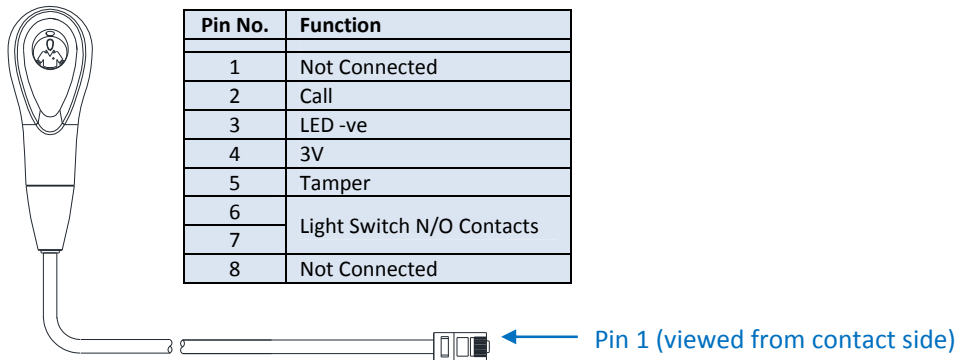 Pin No. Function
1 Not Connected
2 Call
3 LED -ve
4 3V
5 Tamper
6
Light Switch N/O Contacts
7
8 Not Connected
Pin 1 (viewed from contact side)